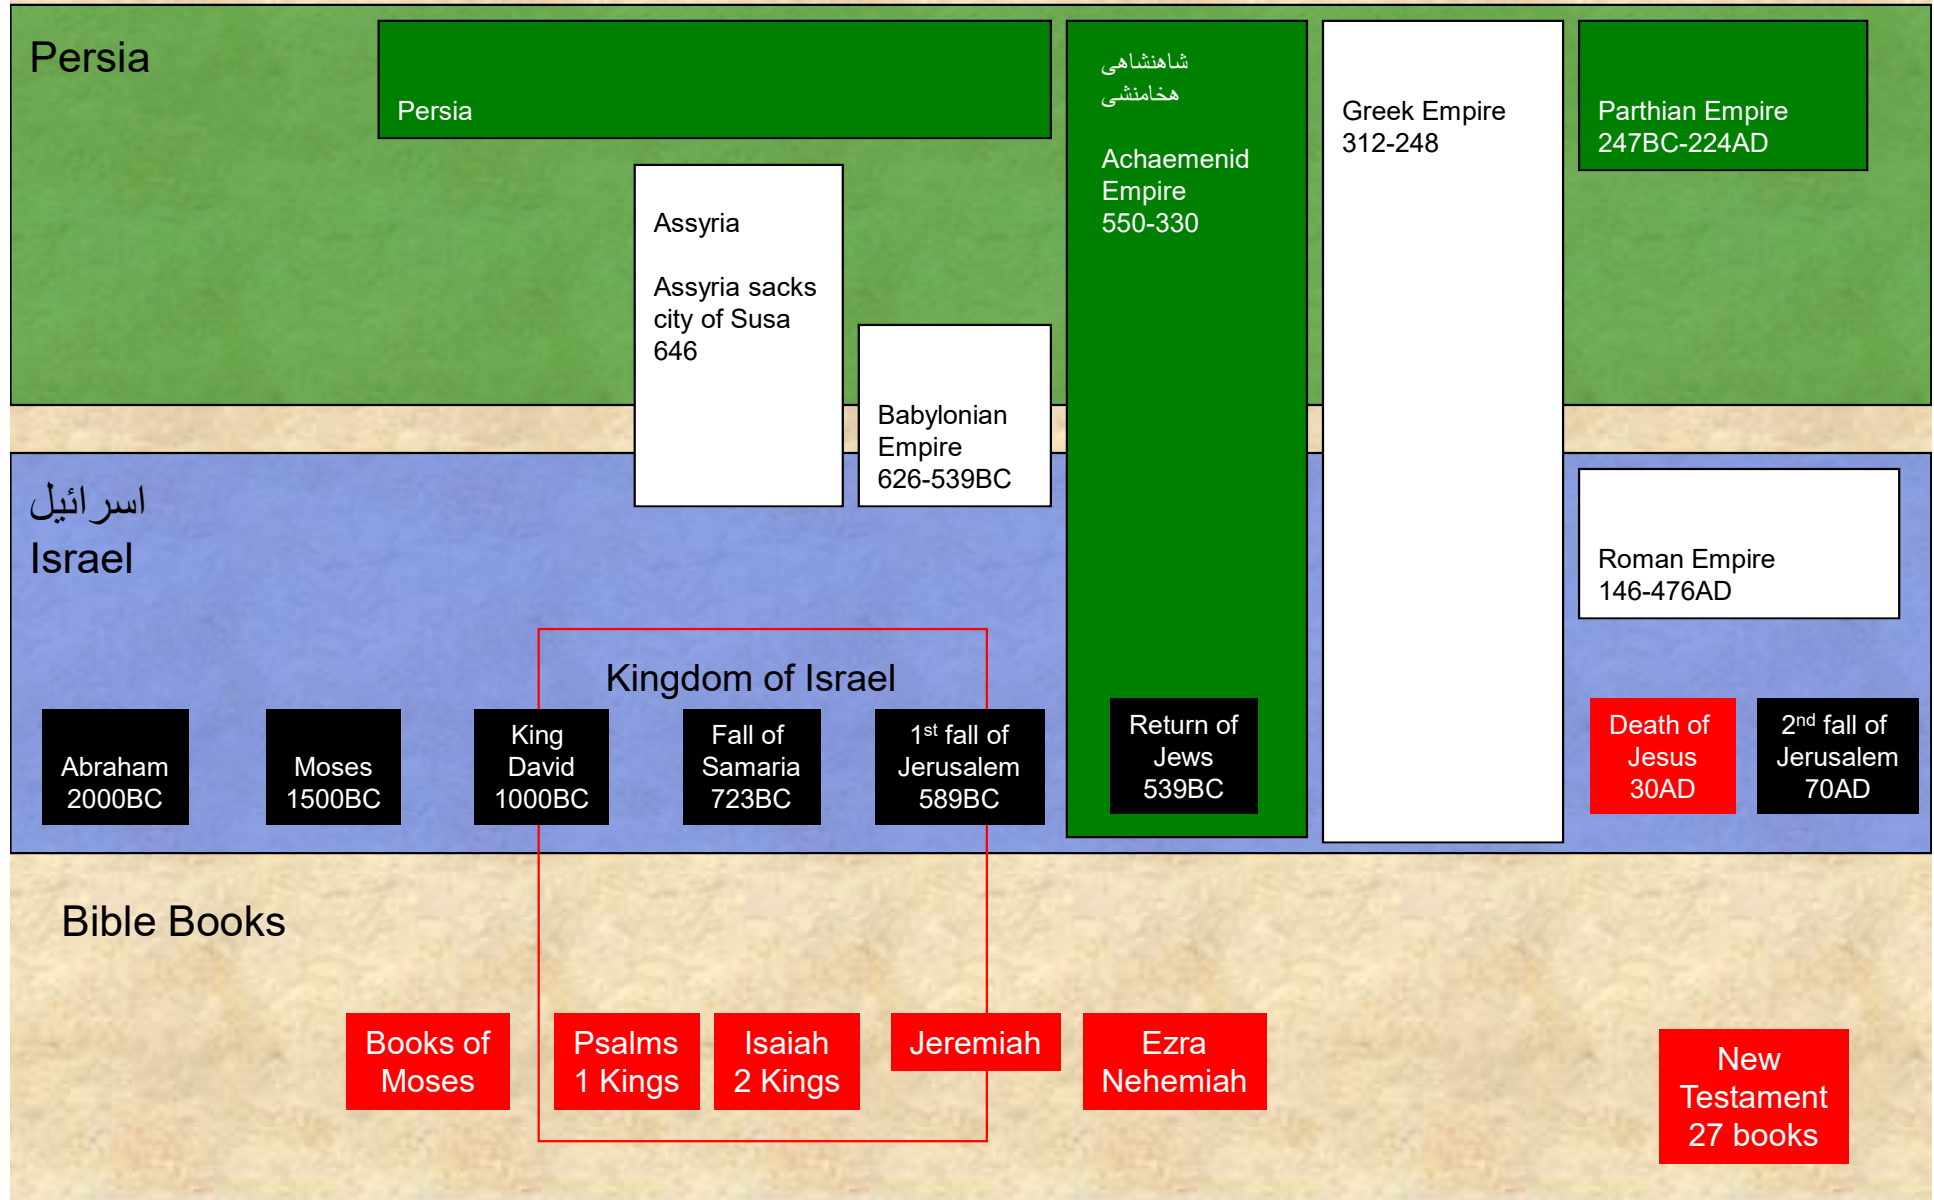 Persia
Persia
شاهنشاهی
هخامنشی
Achaemenid
Empire
550-330
Greek Empire
312-248
Parthian Empire
247BC-224AD
Assyria
Assyria sacks
city of Susa
646
Babylonian
Empire
626-539BC
اسرائیل
Israel
Roman Empire
146-476AD
Kingdom of Israel
Abraham
2000BC
Moses
1500BC
King
David
1000BC
Fall of
Samaria
723BC
1st fall of
Jerusalem
589BC
Return of
Jews
539BC
Death of
Jesus
30AD
2nd fall of
Jerusalem
70AD
Bible Books
Books of
Moses
Psalms
1 Kings
Isaiah
2 Kings
Jeremiah
Ezra
Nehemiah
New
Testament
27 books